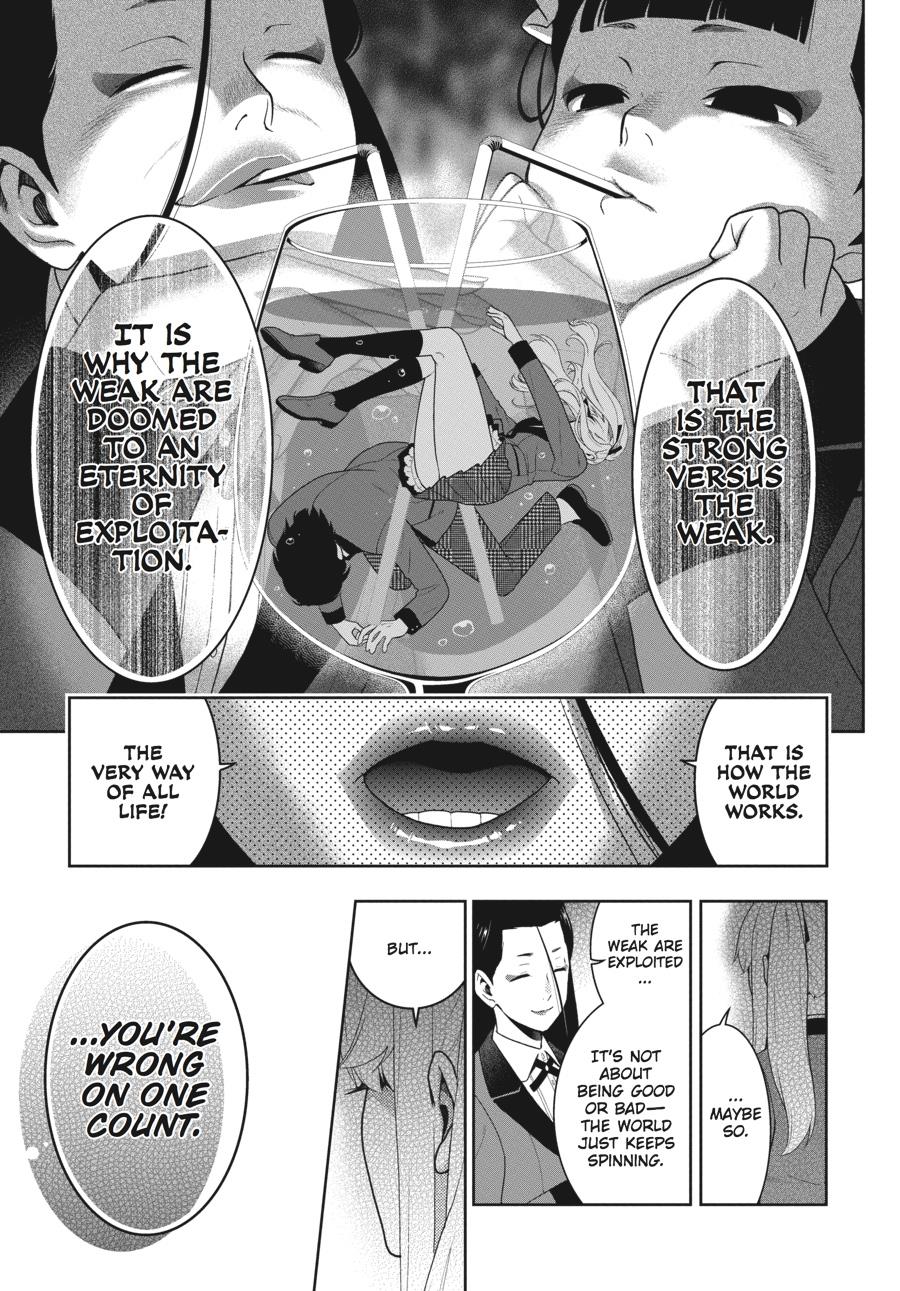 THAT
IS THE
STRONG
VERSUS
THE
WEAK.
IT IS
WHY THE
WEAK ARE
DOOMED
TO AN
ETERNITY
OF
EXPLOITA-
TION.
THAT IS
HOW THE
WORLD
WORKS.
THE
VERY WAY
OF ALL
LIFE!
...
MAYBE
SO.
THE
WEAK ARE
EXPLOITED
...
IT'S NOT
ABOUT
BEING GOOD
OR BAD—
THE WORLD
JUST KEEPS
SPINNING.
BUT...
...YOU'RE
WRONG
ON ONE
COUNT.